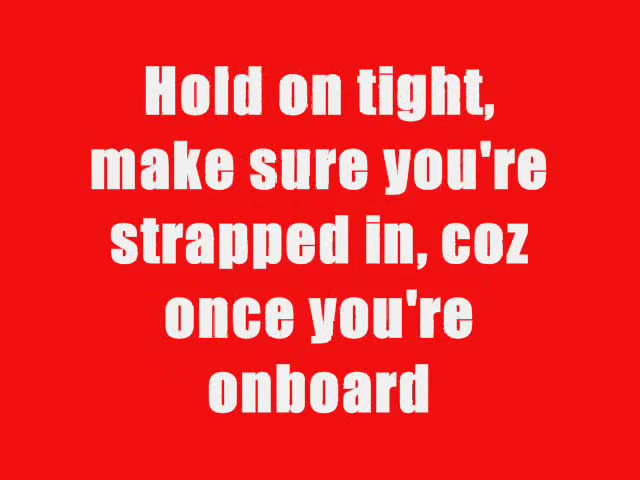 Hold on tight,
make sure you're
strapped in, coz
once you're
onboard